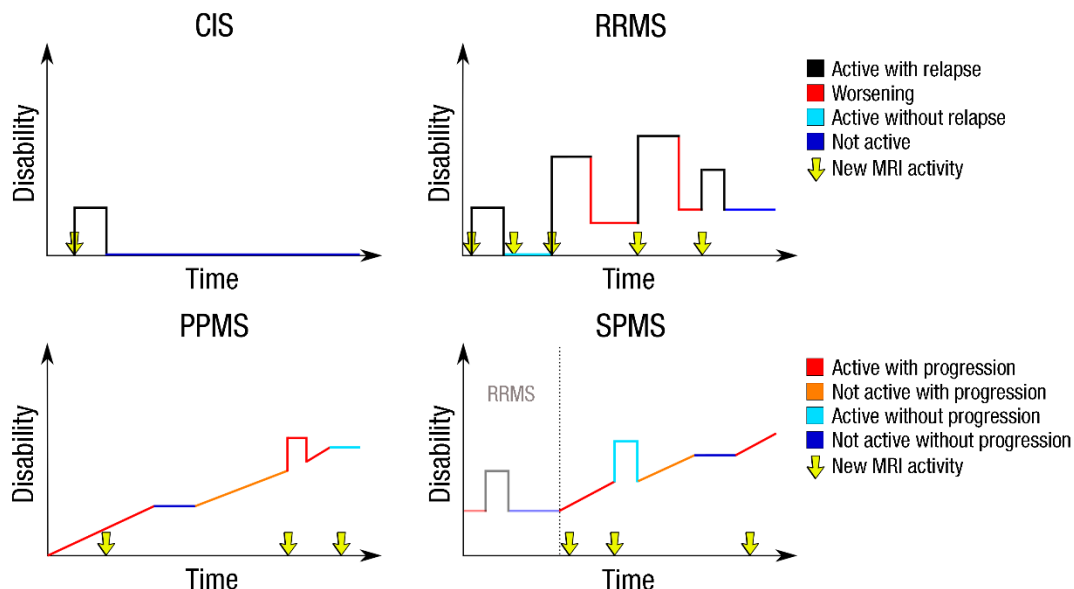 CIS
Disability
Time
RRMS
Disability
Time
Active with relapse
Worsening
Active without relapse
Not active
New MRI activity
PPMS
Disability
Time
SPMS
RRMS
Disability
Time
Active with progression
Not active with progression
Active without progression
Not active without progression
New MRI activity